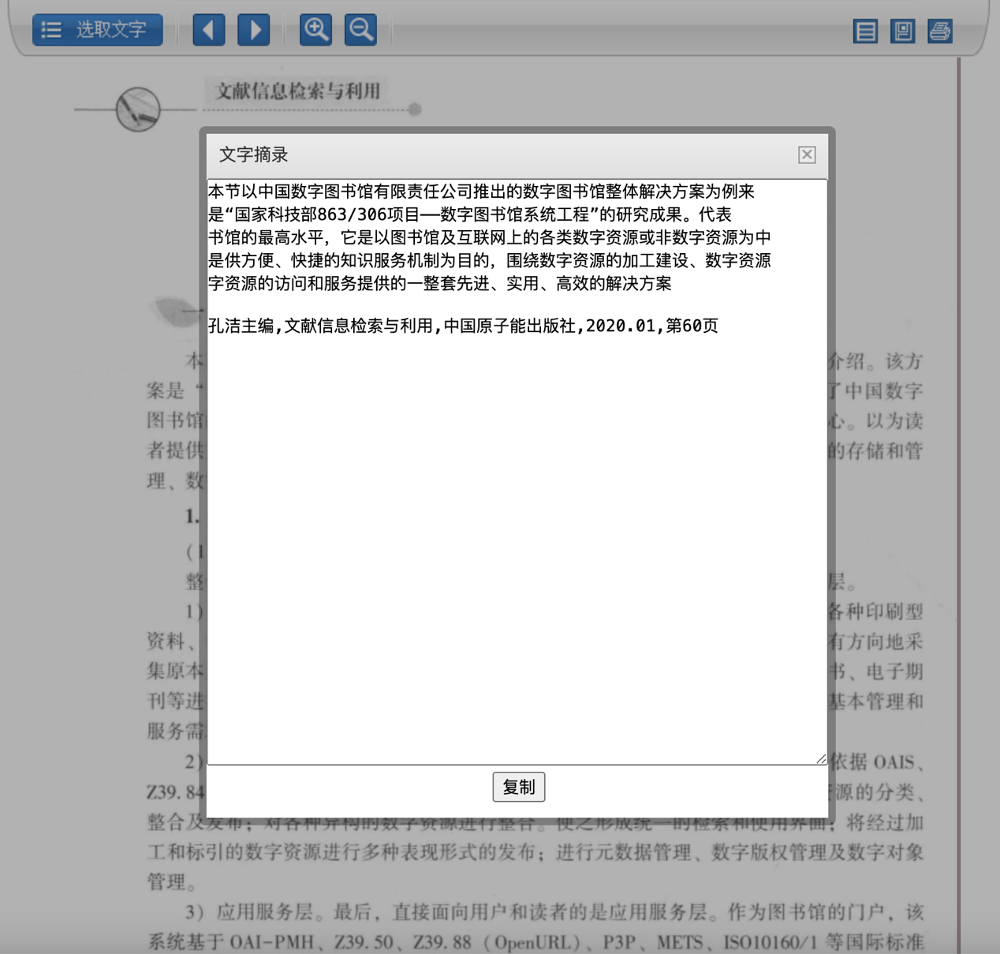 选取文字
文献信息检索与利用
文字摘录
本节以中国数字图书馆有限责任公司推出的数字图书馆整体解决方案为例来
是“国家科技部863/306项目——数字图书馆系统工程”的研究成果。代表
书馆的最高水平，它是以图书馆及互联网上的各类数字资源或非数字资源为中
是供方便、快捷的知识服务机制为目的，围绕数字资源的加工建设、数字资源
字资源的访问和服务提供的一整套先进、实用、高效的解决方案
孔洁主编,文献信息检索与利用,中国原子能出版社,2020.01,第60页
复制
本 介绍。该方
案是“ 了中国数字
图书馆 心。以为读
者提供 的存储和管
理、数
1.
(1
整 层。
1) 各种印刷型
资料、 有方向地采
集原本 书、电子期
刊等进 基本管理和
服务需 
2) 依据 OAIS、
Z39.84 源的分类、
整合及发布；对各种异构的数字资源进行整合。使之形成统一的检索和使用界面；将经过加
工和标引的数字资源进行多种表现形式的发布；进行元数据管理、数字版权管理及数字对象
管理。
3）应用服务层。最后，直接面向用户和读者的是应用服务层。作为图书馆的门户，该
系统基于 OAI-PMH、Z39.50、Z39.88（OpenURL）、P3P、METS、ISO10160/1 等国际标准